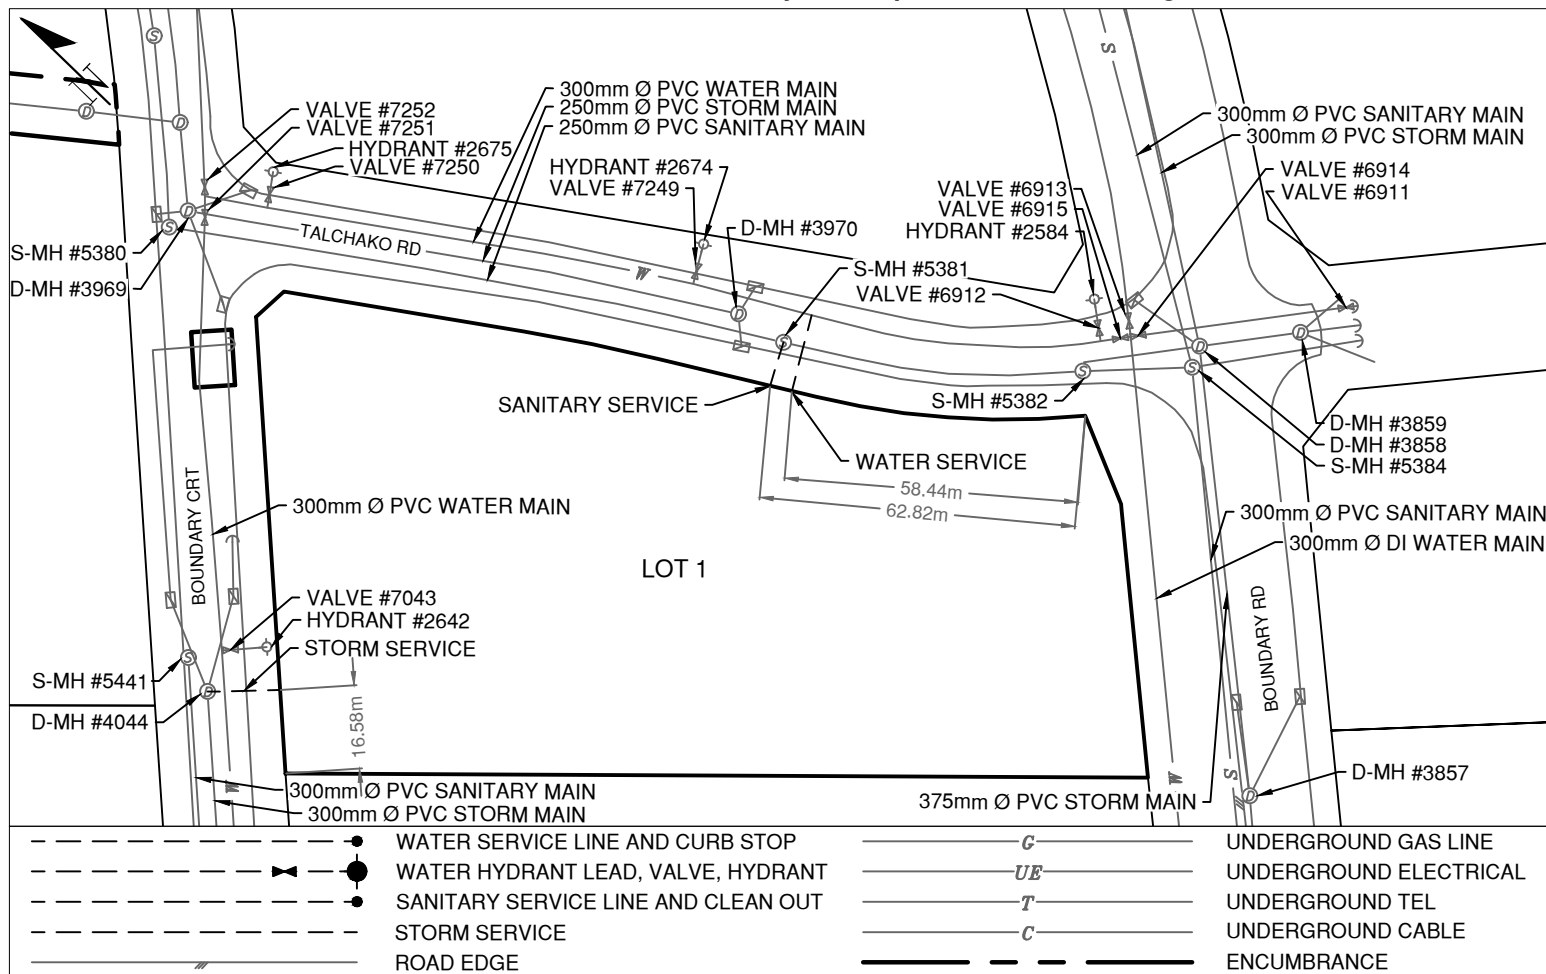 300mm Ø PVC WATER MAIN
250mm Ø PVC STORM MAIN
250mm Ø PVC SANITARY MAIN
VALVE #7252
VALVE #7251
HYDRANT #2675
VALVE #7250
HYDRANT #2674
VALVE #7249
D-MH #3970
S-MH #5381
VALVE #6912
VALVE #6913
VALVE #6915
HYDRANT #2584
300mm Ø PVC SANITARY MAIN
300mm Ø PVC STORM MAIN
VALVE #6914
VALVE #6911
S
S
D
D
D
S
S-MH #5380
D-MH #3969
TALCHAKO RD
W
D
S
S
D
D
S
SANITARY SERVICE
S-MH #5382
WATER SERVICE
58.44m
62.82m
D-MH #3859
D-MH #3858
S-MH #5384
BOUNDARY CRT
300mm Ø PVC WATER MAIN
LOT 1
300mm Ø PVC SANITARY MAIN
300mm Ø DI WATER MAIN
BOUNDARY RD
VALVE #7043
HYDRANT #2642
STORM SERVICE
S
D
S-MH #5441
D-MH #4044
16.58m
W
300mm Ø PVC SANITARY MAIN
300mm Ø PVC STORM MAIN
W
S
D
D-MH #3857
375mm Ø PVC STORM MAIN
WATER SERVICE LINE AND CURB STOP
WATER HYDRANT LEAD, VALVE, HYDRANT
SANITARY SERVICE LINE AND CLEAN OUT
STORM SERVICE
ROAD EDGE
G UNDERGROUND GAS LINE
UE UNDERGROUND ELECTRICAL
T UNDERGROUND TEL
C UNDERGROUND CABLE
ENCUMBRANCE